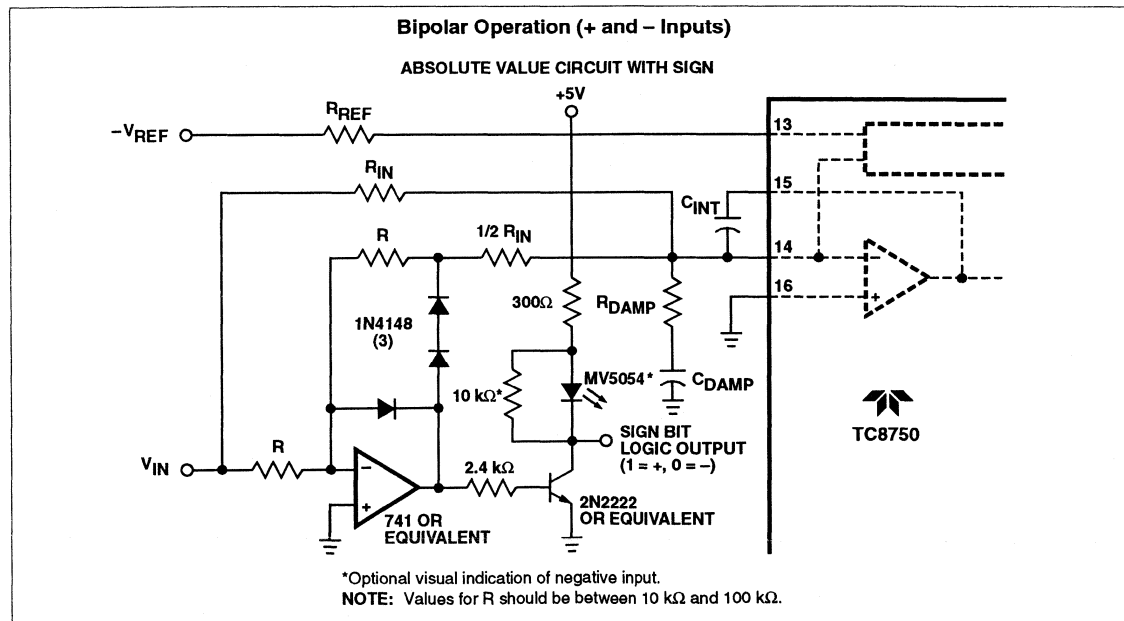 Bipolar Operation (+ and – Inputs)
ABSOLUTE VALUE CIRCUIT WITH SIGN
+5V
–VREF
RREF
13
RIN
15
CINT
R
1/2 RIN
14
16
300Ω
RDAMP
1N4148
(3)
10 kΩ*
MV5054*
CDAMP
TC8750
SIGN BIT
LOGIC OUTPUT
(1 = +, 0 = –)
VIN
R
–
+
–
+
2.4 kΩ
2N2222
OR EQUIVALENT
741 OR
EQUIVALENT
*Optional visual indication of negative input.
NOTE: Values for R should be between 10 kΩ and 100 kΩ.